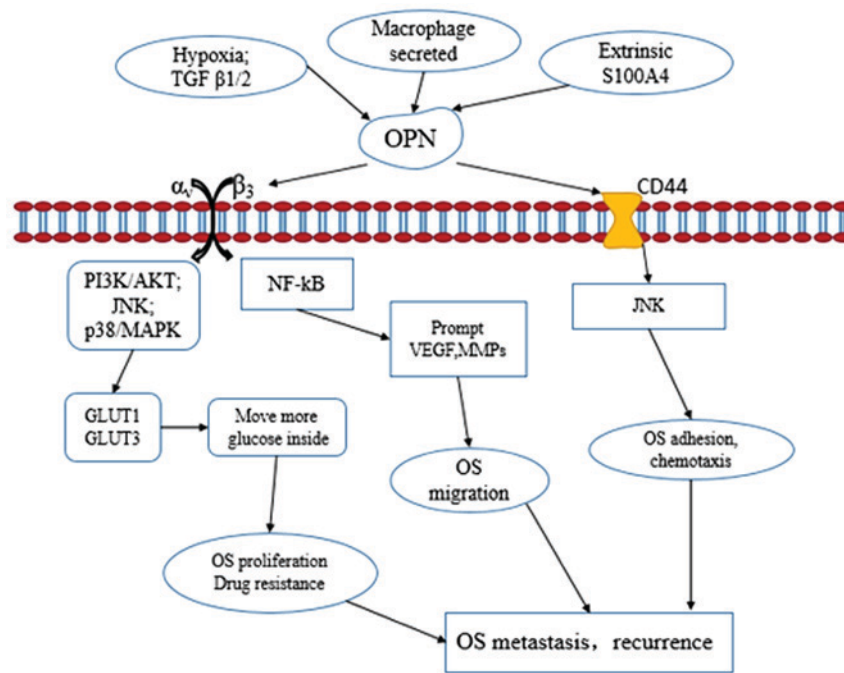 Hypoxia;
TGF β1/2
Macrophage
secreted
Extrinsic
S100A4
OPN
αv
β3
CD44
PI3K/AKT;
JNK;
p38/MAPK
NF-kB
Prompt
VEGF,MMPs
JNK
GLUT1
GLUT3
Move more
glucose inside
OS
migration
OS adhesion,
chemotaxis
OS proliferation
Drug resistance
OS metastasis，recurrence